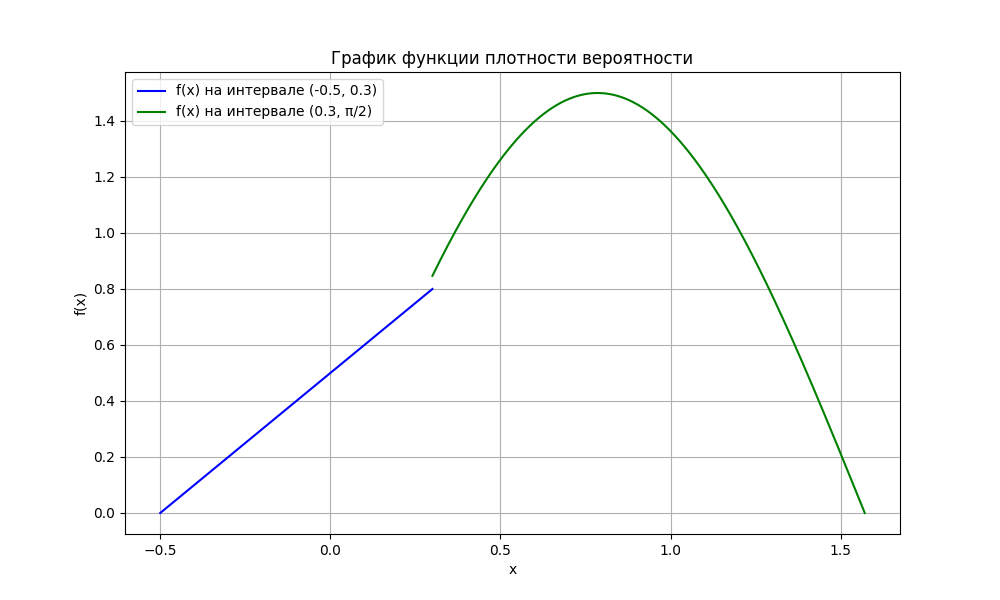 График функции плотности вероятности
f(x) на интервале (-0.5, 0.3)
f(x) на интервале (0.3, π/2)
f(x)
1.4
1.2
1.0
0.8
0.6
0.4
0.2
0.0
−0.5
0.0
0.5
1.0
1.5
x